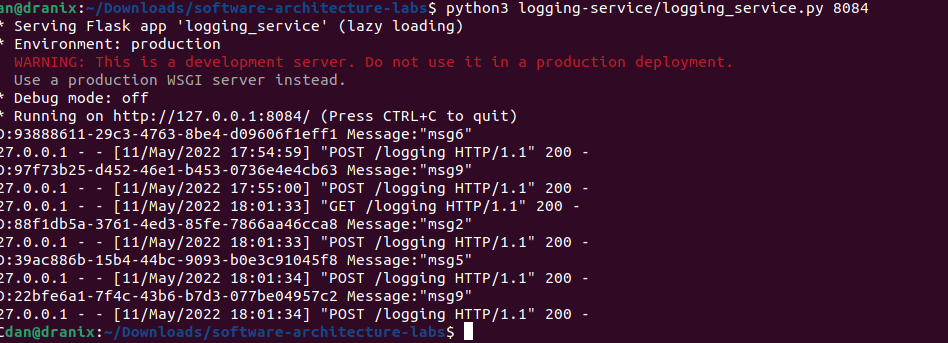 an@dranix:~/Downloads/software-architecture-labs$ python3 logging-service/logging_service.py 8084
* Serving Flask app 'logging_service' (lazy loading)
* Environment: production
WARNING: This is a development server. Do not use it in a production deployment.
Use a production WSGI server instead.
* Debug mode: off
* Running on http://127.0.0.1:8084/ (Press CTRL+C to quit)
D:93888611-29c3-4763-8be4-d09606f1eff1 Message:"msg6"
27.0.0.1 - - [11/May/2022 17:54:59] "POST /logging HTTP/1.1" 200 -
D:97f73b25-d452-46e1-b453-0736e4e4cb63 Message:"msg9"
27.0.0.1 - - [11/May/2022 17:55:00] "POST /logging HTTP/1.1" 200 -
27.0.0.1 - - [11/May/2022 18:01:33] "GET /logging HTTP/1.1" 200 -
D:88f1db5a-3761-4ed3-85fe-7866aa46cca8 Message:"msg2"
27.0.0.1 - - [11/May/2022 18:01:33] "POST /logging HTTP/1.1" 200 -
D:39ac886b-15b4-44bc-9093-b0e3c91045f8 Message:"msg5"
27.0.0.1 - - [11/May/2022 18:01:34] "POST /logging HTTP/1.1" 200 -
D:22bfe6a1-7f4c-43b6-b7d3-077be04957c2 Message:"msg9"
27.0.0.1 - - [11/May/2022 18:01:34] "POST /logging HTTP/1.1" 200 -
Cdan@dranix:~/Downloads/software-architecture-labs$